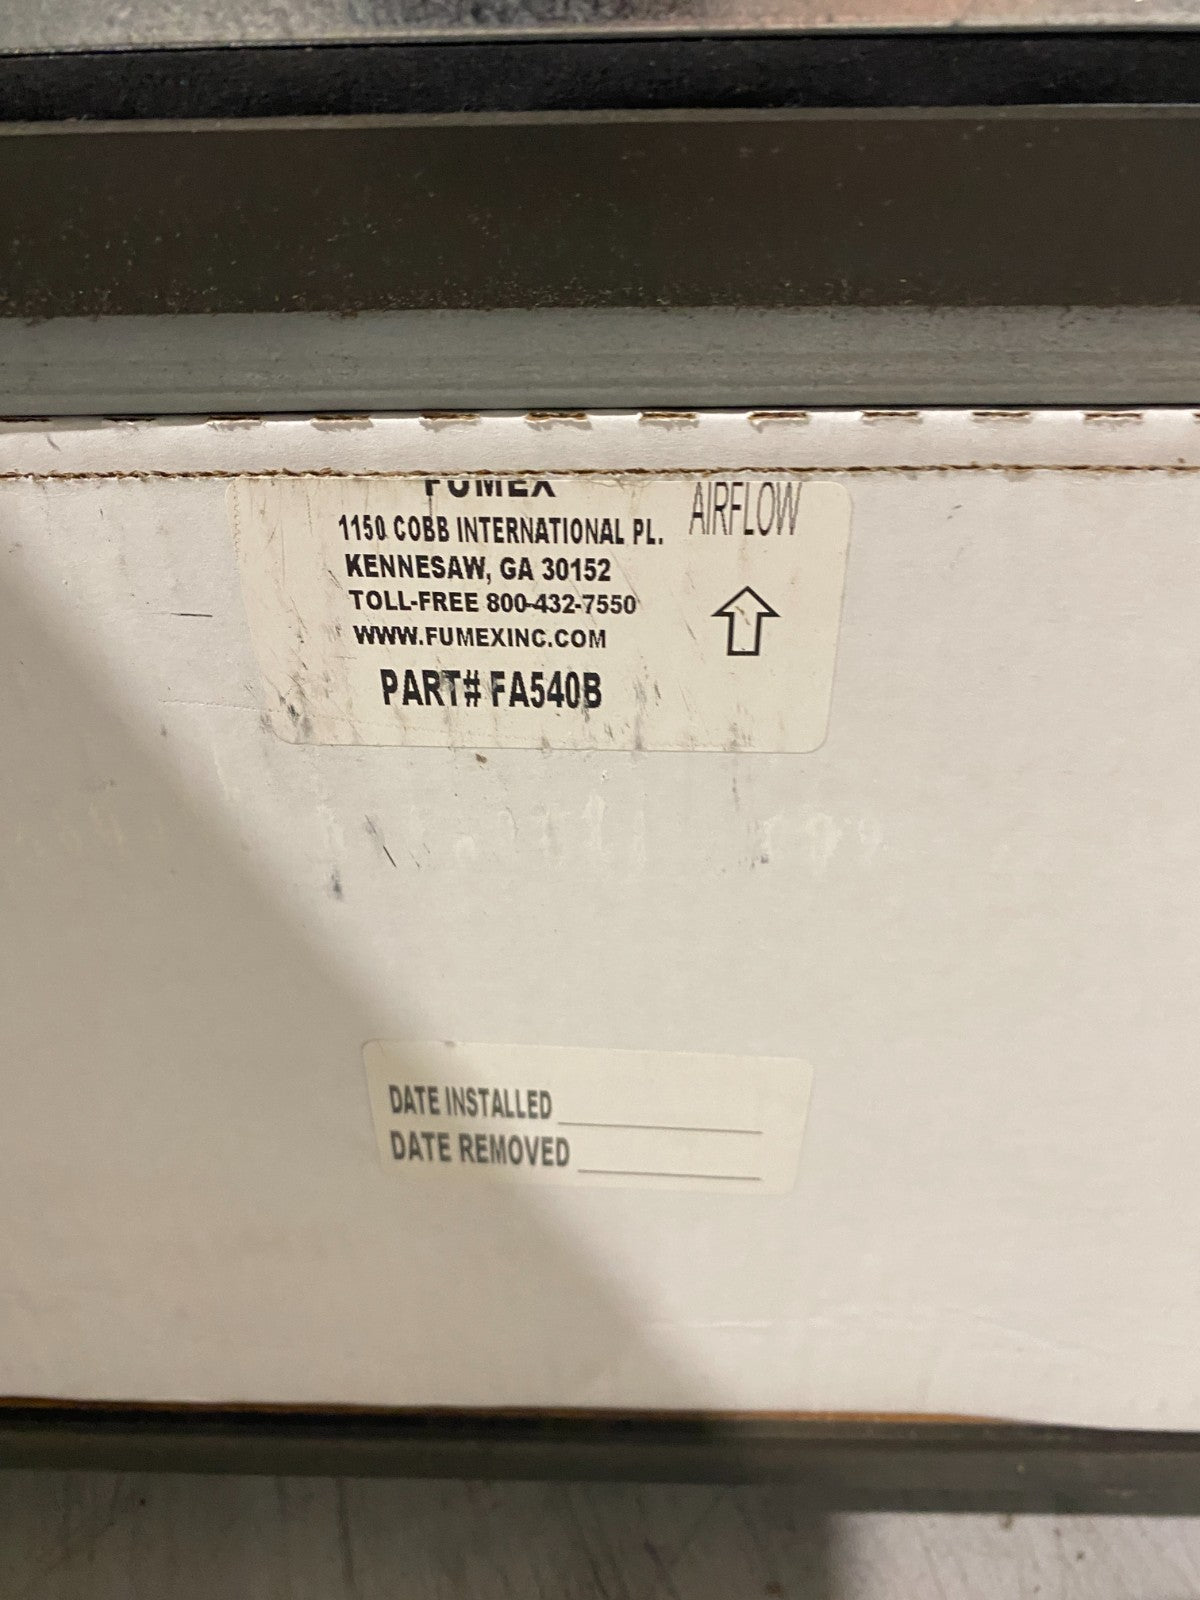 FUMEX
1150 COBB INTERNATIONAL PL.
KENNESAW, GA 30152
TOLL-FREE 800-432-7550
WWW.FUMEXINC.COM
PART# FA540B
AIRFLOW
DATE INSTALLED
DATE REMOVED